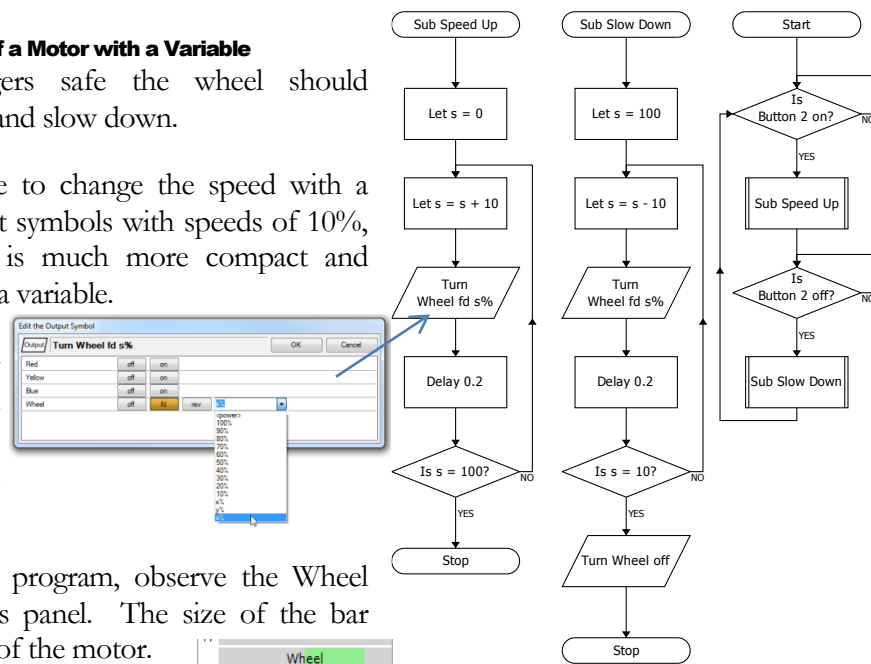 f a Motor with a Variable
gers safe the wheel should
and slow down.
e to change the speed with a
t symbols with speeds of 10%,
is much more compact and
a variable.
Edit the Output Symbol
Output Turn Wheel fd s% OK Cancel
Red off on
Yellow off on
Blue off on
Wheel off fd rev s%
<power>
100%
90%
80%
70%
60%
50%
40%
30%
20%
10%
x%
y%
s%
program, observe the Wheel
s panel. The size of the bar
of the motor.
Wheel
Sub Speed Up
Let s = 0
Let s = s + 10
Turn
Wheel fd s%
Delay 0.2
Is s = 100?
NO
YES
Stop
Sub Slow Down
Let s = 100
Let s = s - 10
Turn
Wheel fd s%
Delay 0.2
Is s = 10?
NO
YES
Turn Wheel off
Stop
Start
Is
Button 2 on?
NO
YES
Sub Speed Up
Is
Button 2 off?
NO
YES
Sub Slow Down